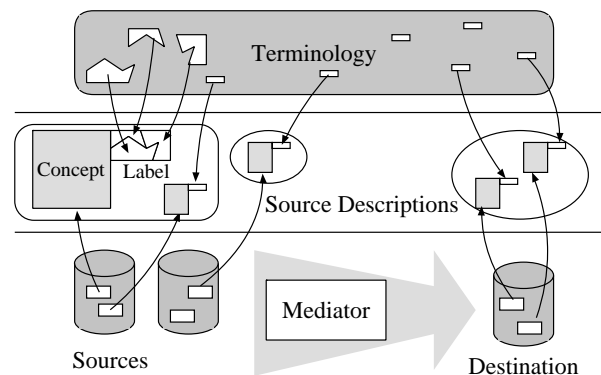 Terminology
Concept
Label
Source Descriptions
Mediator
Sources
Destination